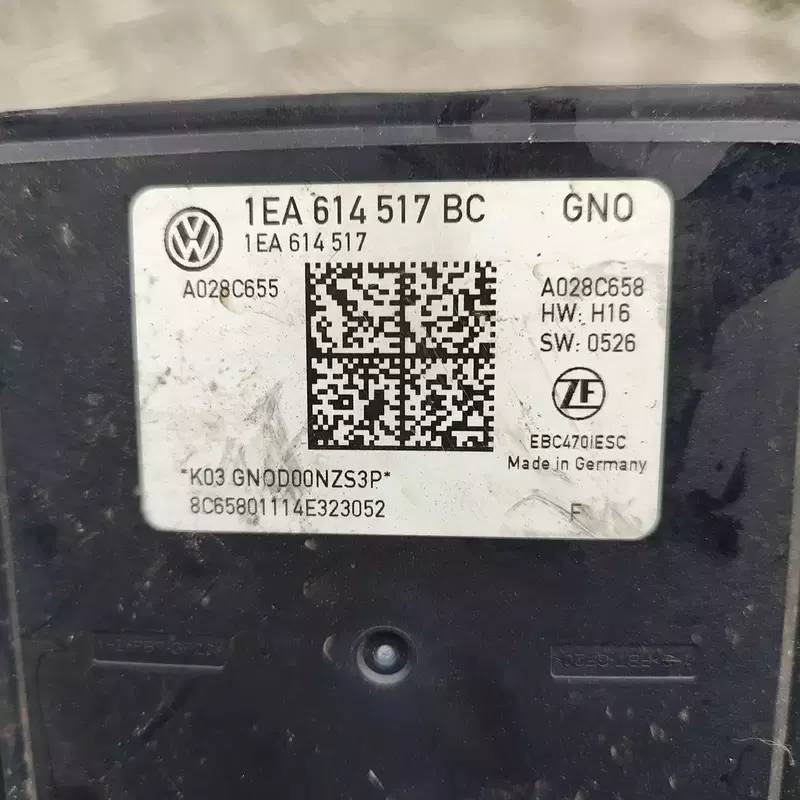 1EA 614 517 BC GNO
1EA 614 517
A028C655 A028C658
HW: H16
SW: 0526
ZF
EBC470iESC
Made in Germany
*K03 GNOD00NZS3P*
8C65801114E323052 F